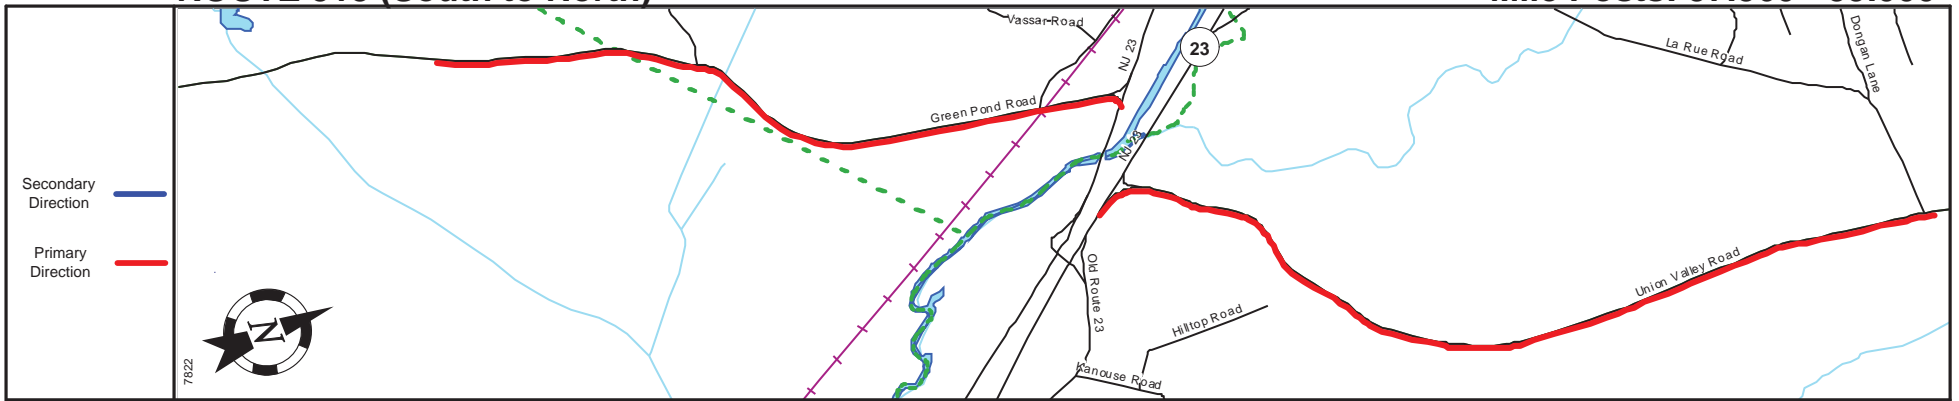 Secondary
Direction
Primary
Direction
7822
N
Green Pond Road
Vassar Road
NJ 23
23
NJ 23
Old Route 23
Hilltop Road
Kanouse Road
Union Valley Road
La Rue Road
Dongan Lane